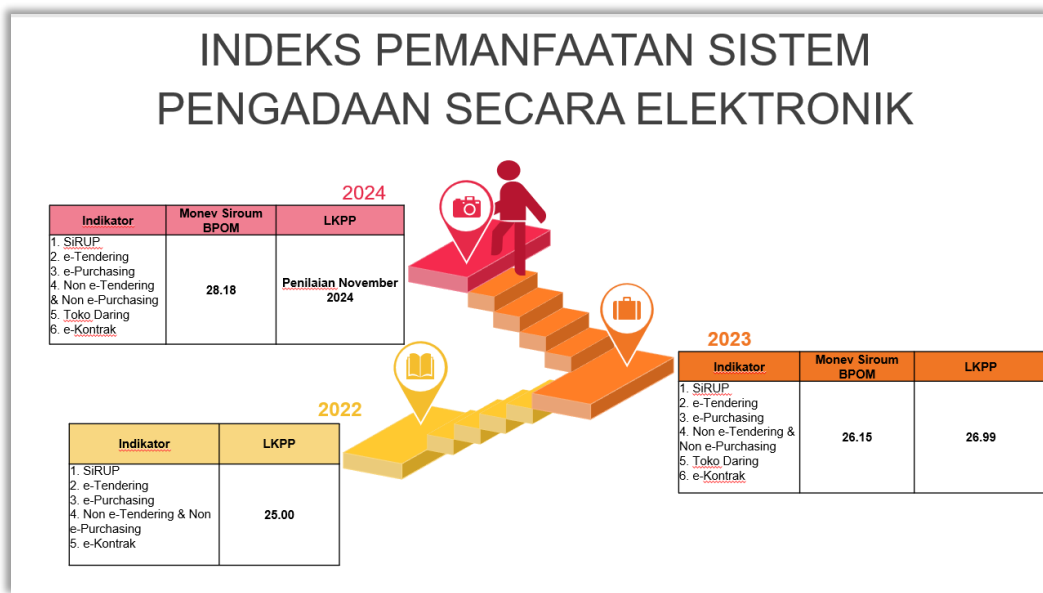 INDEKS PEMANFAATAN SISTEM
PENGADAAN SECARA ELEKTRONIK
2024
Indikator
Monev Siroum
BPOM
LKPP
1. SiRUP
2. e-Tendering
3. e-Purchasing
4. Non e-Tendering
& Non e-Purchasing
5. Toko Daring
6. e-Kontrak
28.18
Penilaian November
2024
2023
Indikator
Monev Siroum
BPOM
LKPP
1. SiRUP
2. e-Tendering
3. e-Purchasing
4. Non e-Tendering &
Non e-Purchasing
5. Toko Daring
6. e-Kontrak
26.15
26.99
2022
Indikator
LKPP
1. SiRUP
2. e-Tendering
3. e-Purchasing
4. Non e-Tendering & Non
e-Purchasing
5. e-Kontrak
25.00